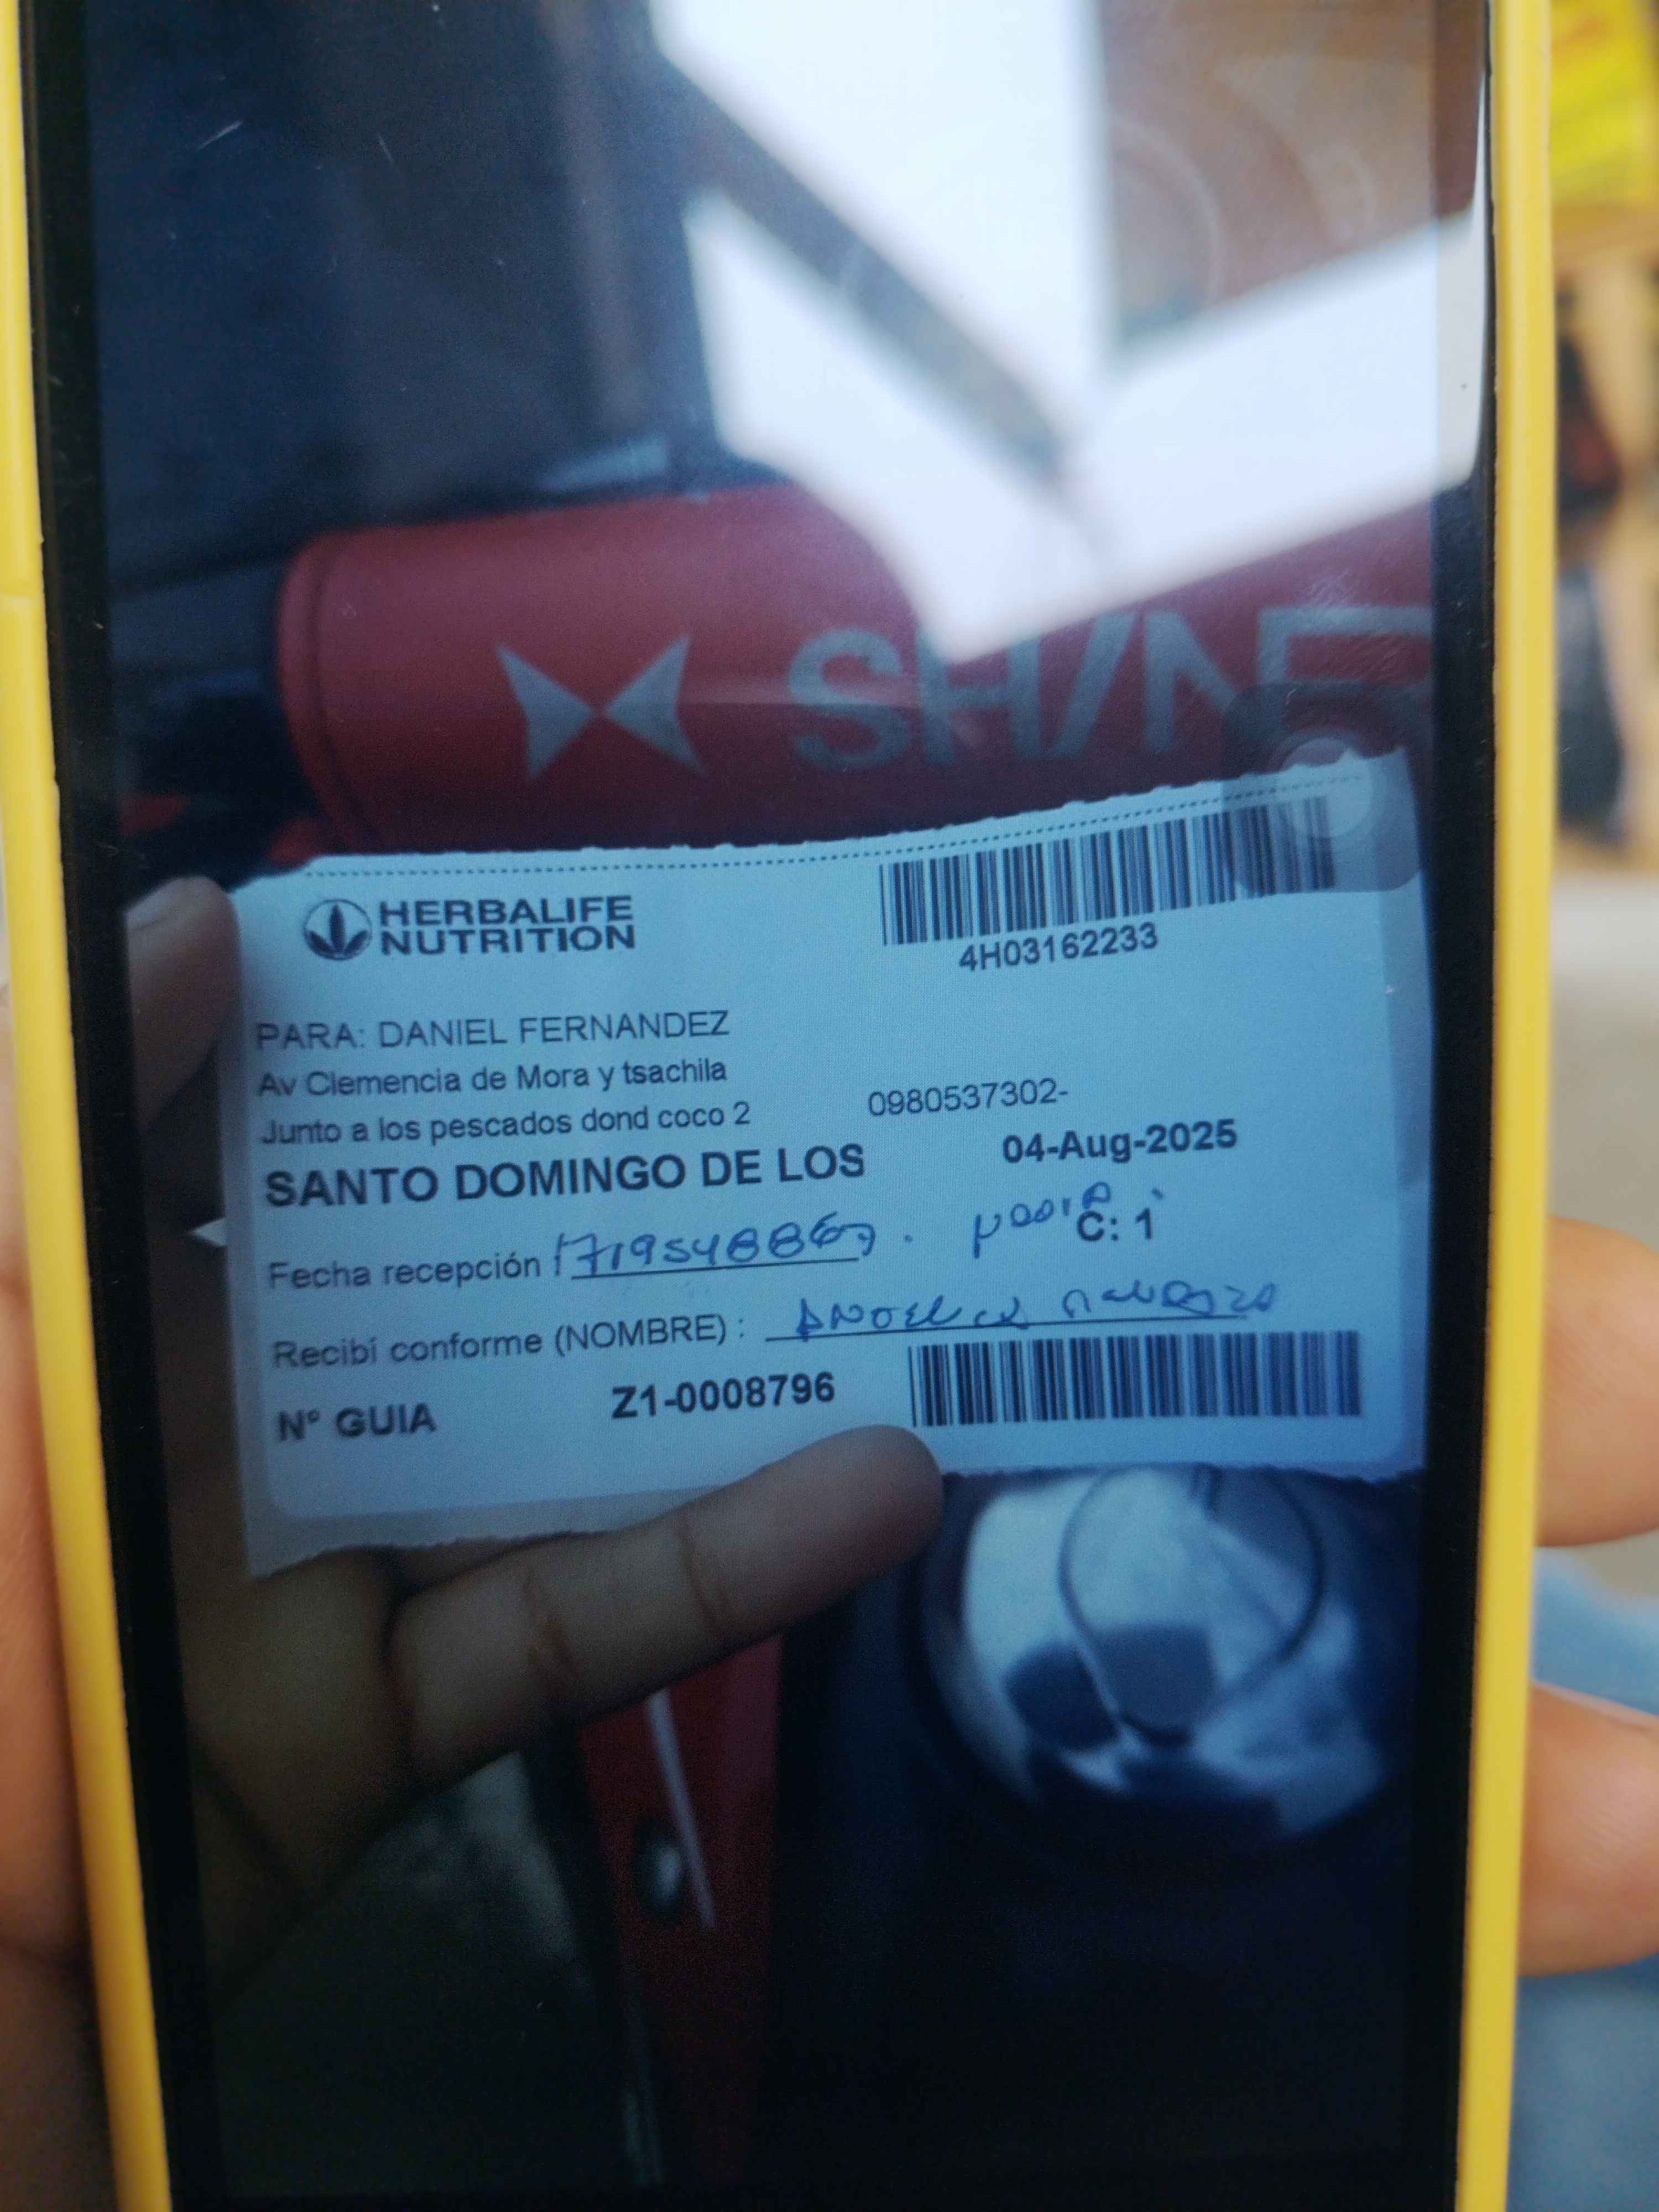 SHINE
HERBALIFE
NUTRITION
4H03162233
PARA: DANIEL FERNANDEZ
Av Clemencia de Mora y tsachila
Junto a los pescados dond coco 2
0980537302-
SANTO DOMINGO DE LOS
04-Aug-2025
Fecha recepción :
C: 1
Recibí conforme (NOMBRE) :
Nº GUIA Z1-0008796